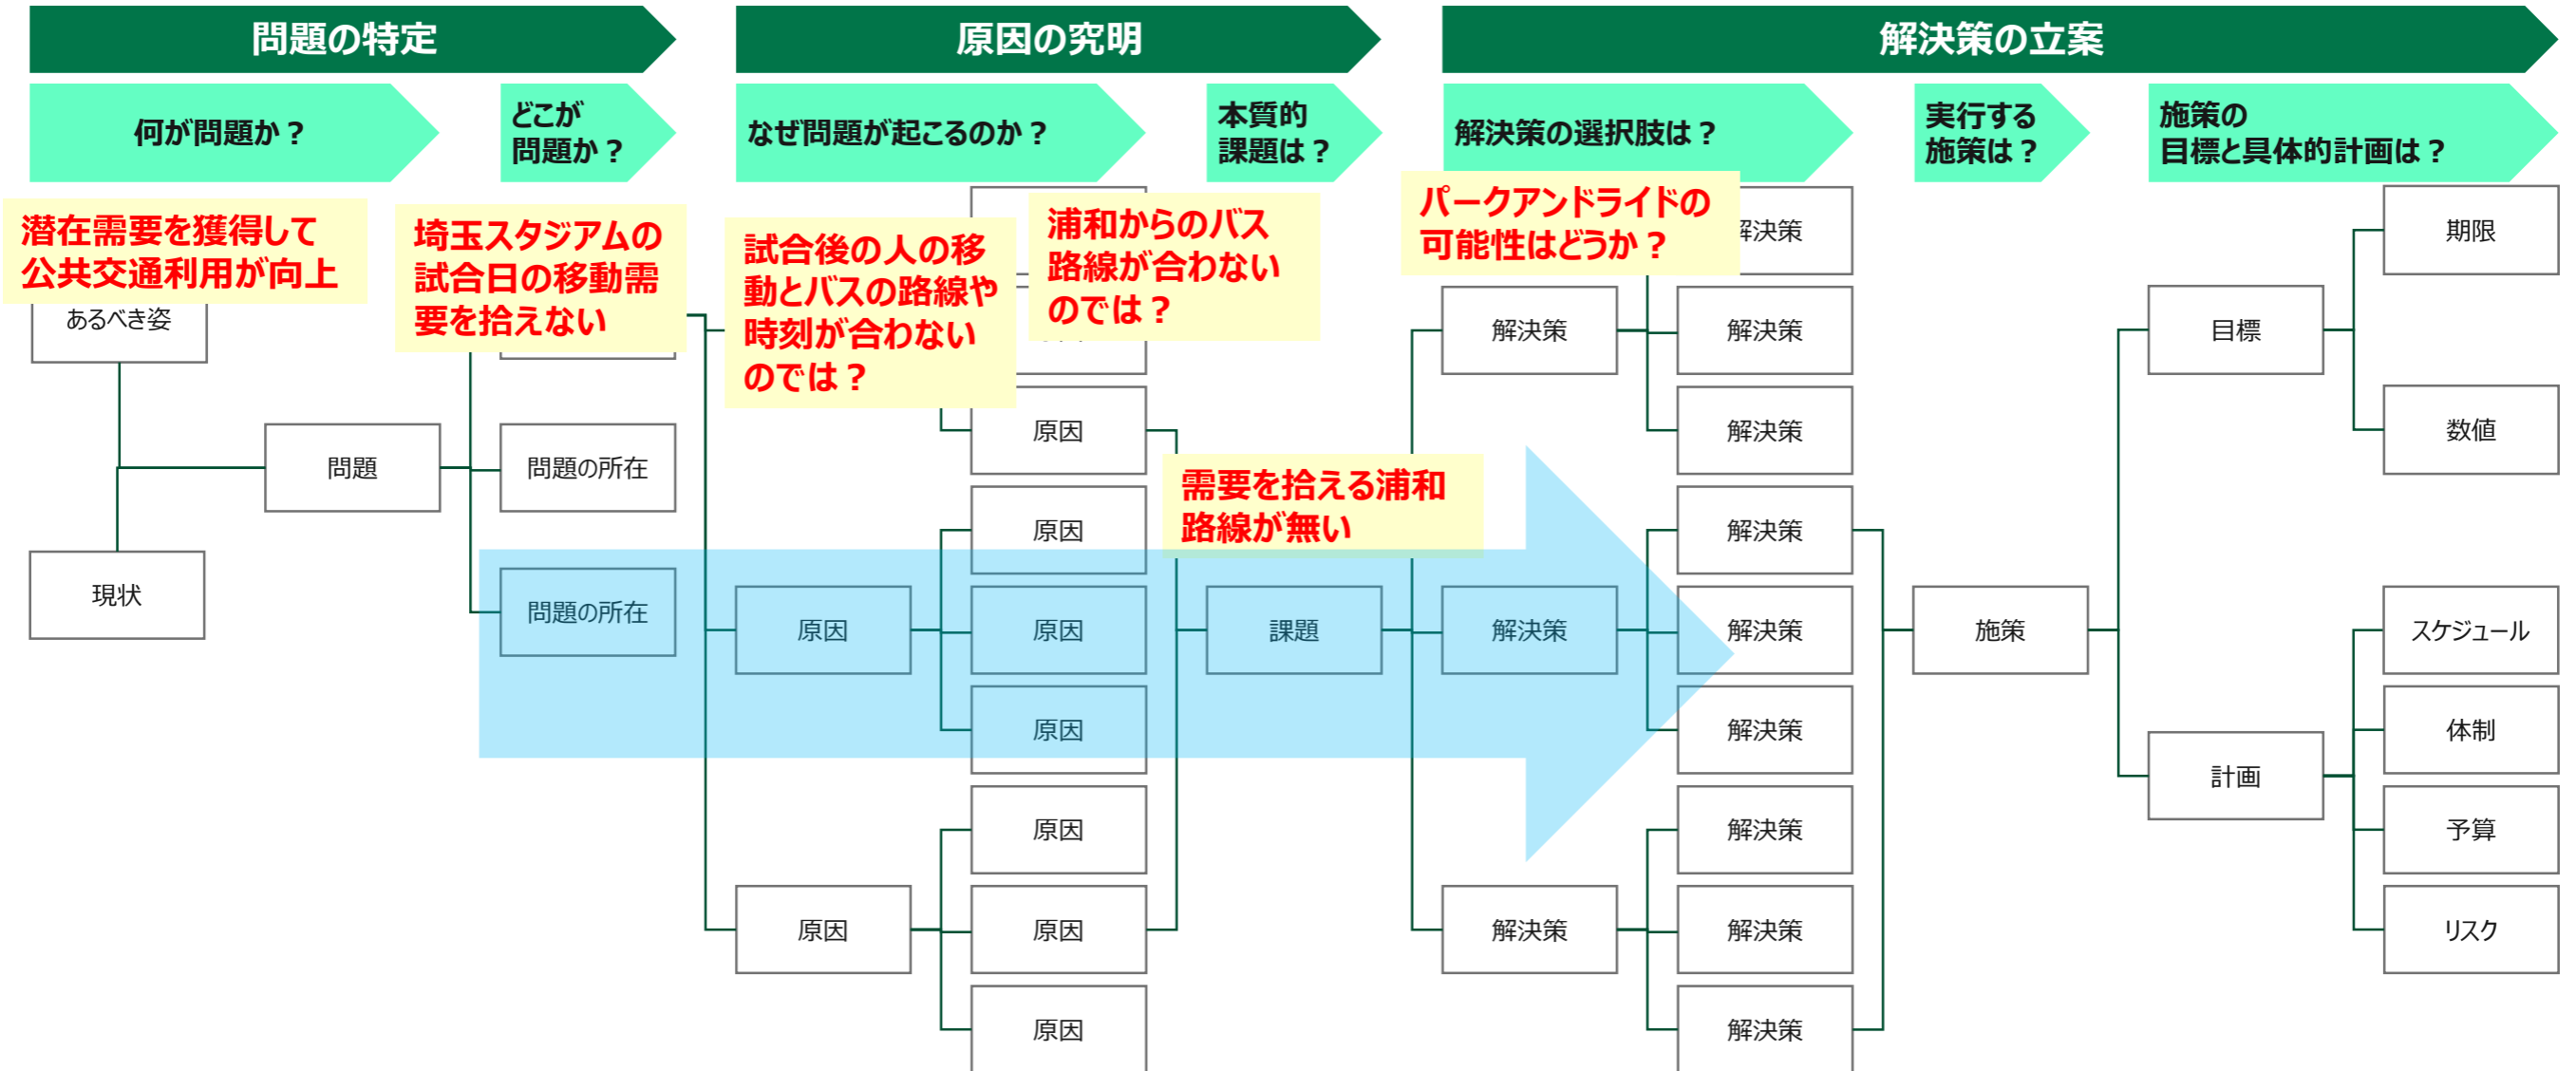 問題の特定
原因の究明
解決策の立案
何が問題か？
どこが
問題か？
なぜ問題が起こるのか？
本質的
課題は？
解決策の選択肢は？
実行する
施策は？
施策の
目標と具体的計画は？
潜在需要を獲得して
公共交通利用が向上
埼玉スタジアムの
試合日の移動需
要を拾えない
試合後の人の移
動とバスの路線や
時刻が合わない
のでは？
浦和からのバス
路線が合わない
のでは？
パークアンドライドの
可能性はどうか？
需要を拾える浦和
路線が無い
あるべき姿
現状
問題
問題の所在
問題の所在
原因
原因
原因
原因
原因
原因
原因
原因
原因
課題
解決策
解決策
解決策
解決策
解決策
解決策
解決策
解決策
解決策
解決策
解決策
解決策
施策
目標
計画
期限
数値
スケジュール
体制
予算
リスク